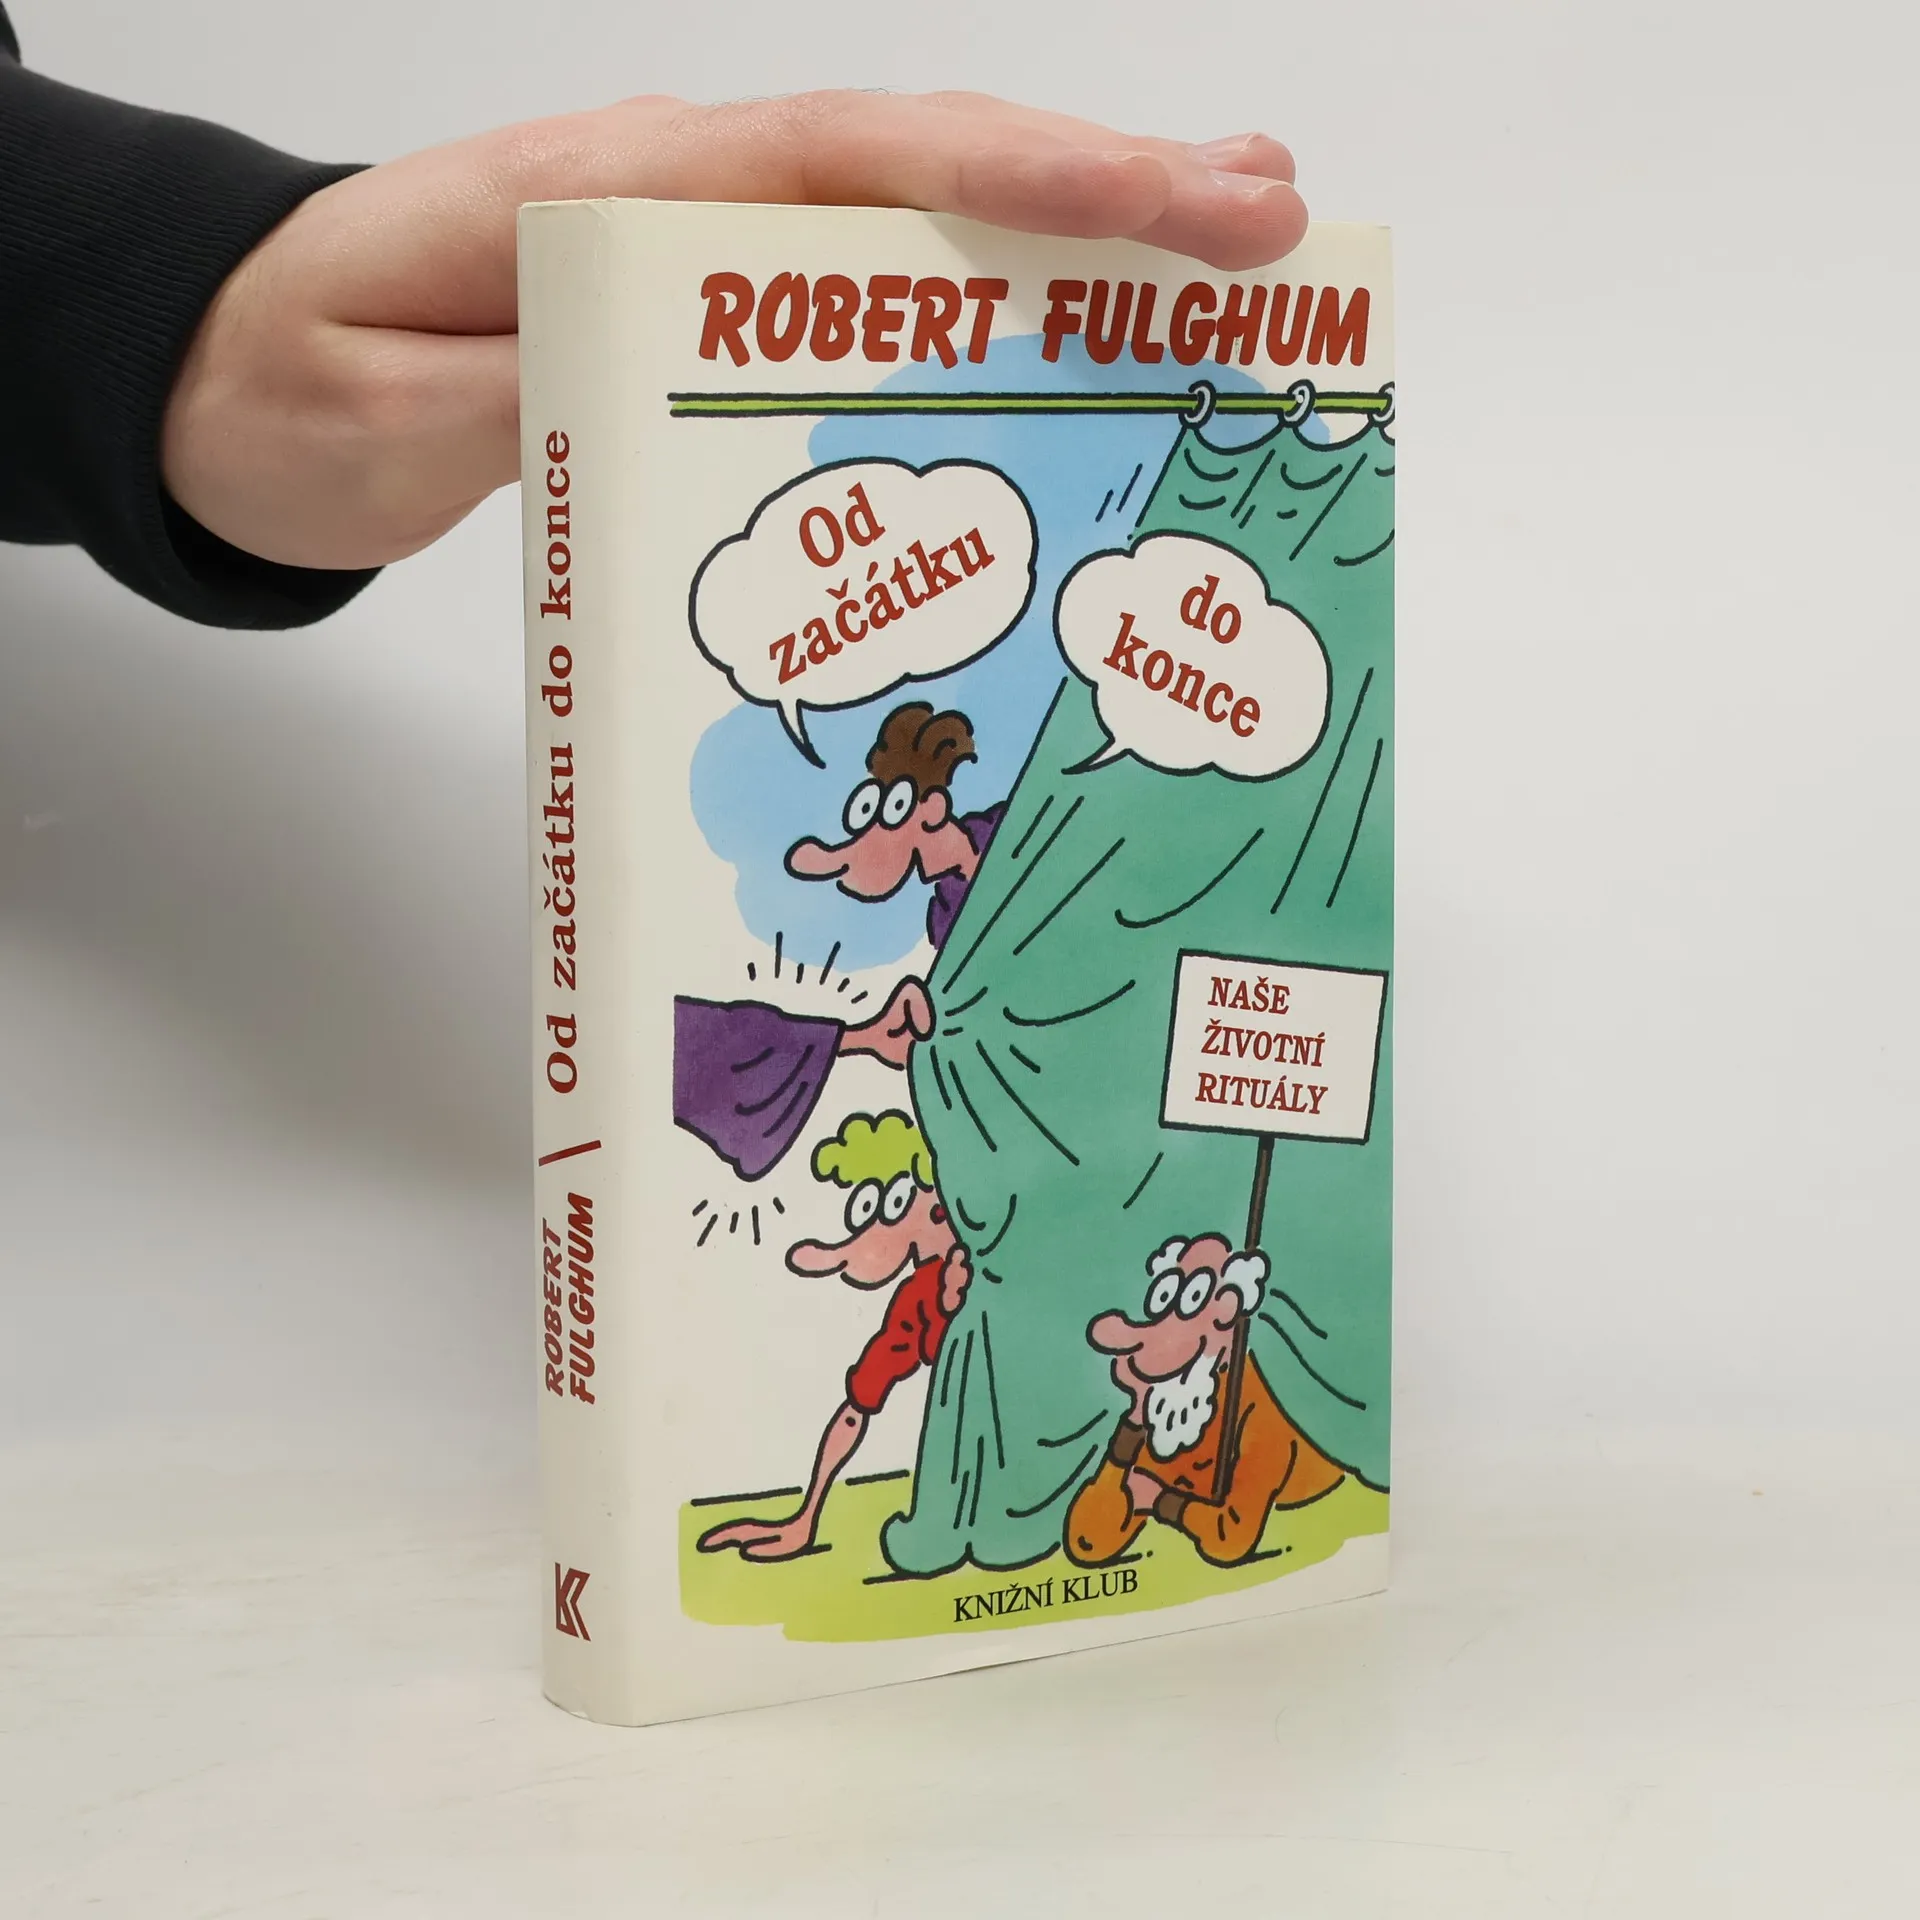 ROBERT FULGHUM
Od
začátku
do
konce
NAŠE
ŽIVOTNÍ
RITUÁLY
KNIŽNÍ KLUB
ROBERT
FULGHUM \ Od začátku do konce